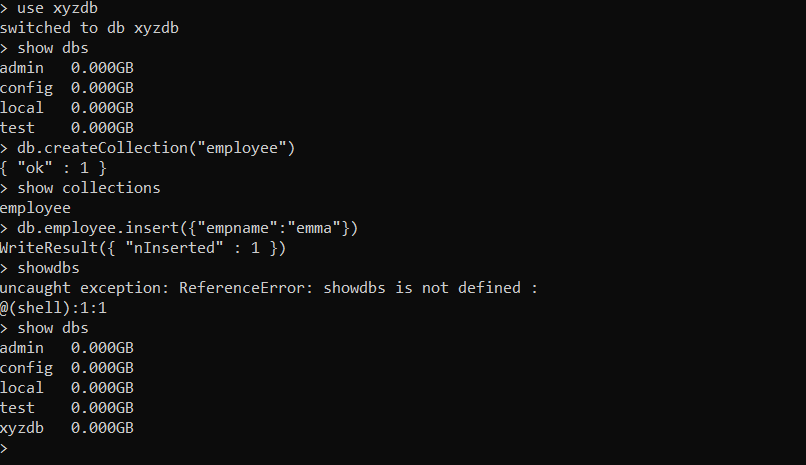 > use xyzdb
switched to db xyzdb
> show dbs
admin   0.000GB
config  0.000GB
local   0.000GB
test    0.000GB
> db.createCollection("employee")
{ "ok" : 1 }
> show collections
employee
> db.employee.insert({"empname":"emma"})
WriteResult({ "nInserted" : 1 })
> showdbs
uncaught exception: ReferenceError: showdbs is not defined :
@(shell):1:1
> show dbs
admin   0.000GB
config  0.000GB
local   0.000GB
test    0.000GB
xyzdb   0.000GB
>